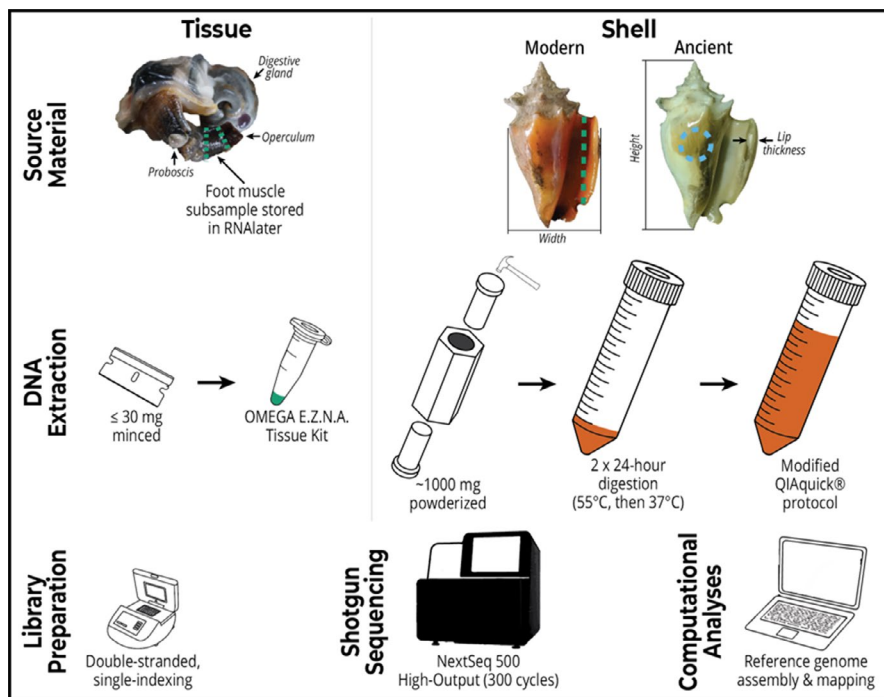 Tissue
Shell
Modern
Ancient
Source
Material
Digestive
gland
Operculum
Proboscis
Foot muscle
subsample stored
in RNAlater
Width
Height
Lip
thickness
DNA
Extraction
≤ 30 mg
minced
OMEGA E.Z.N.A.
Tissue Kit
~1000 mg
powderized
2 x 24-hour
digestion
(55°C, then 37°C)
Modified
QIAquick®
protocol
Library
Preparation
Double-stranded,
single-indexing
Shotgun
Sequencing
NextSeq 500
High-Output (300 cycles)
Computational
Analyses
Reference genome
assembly & mapping